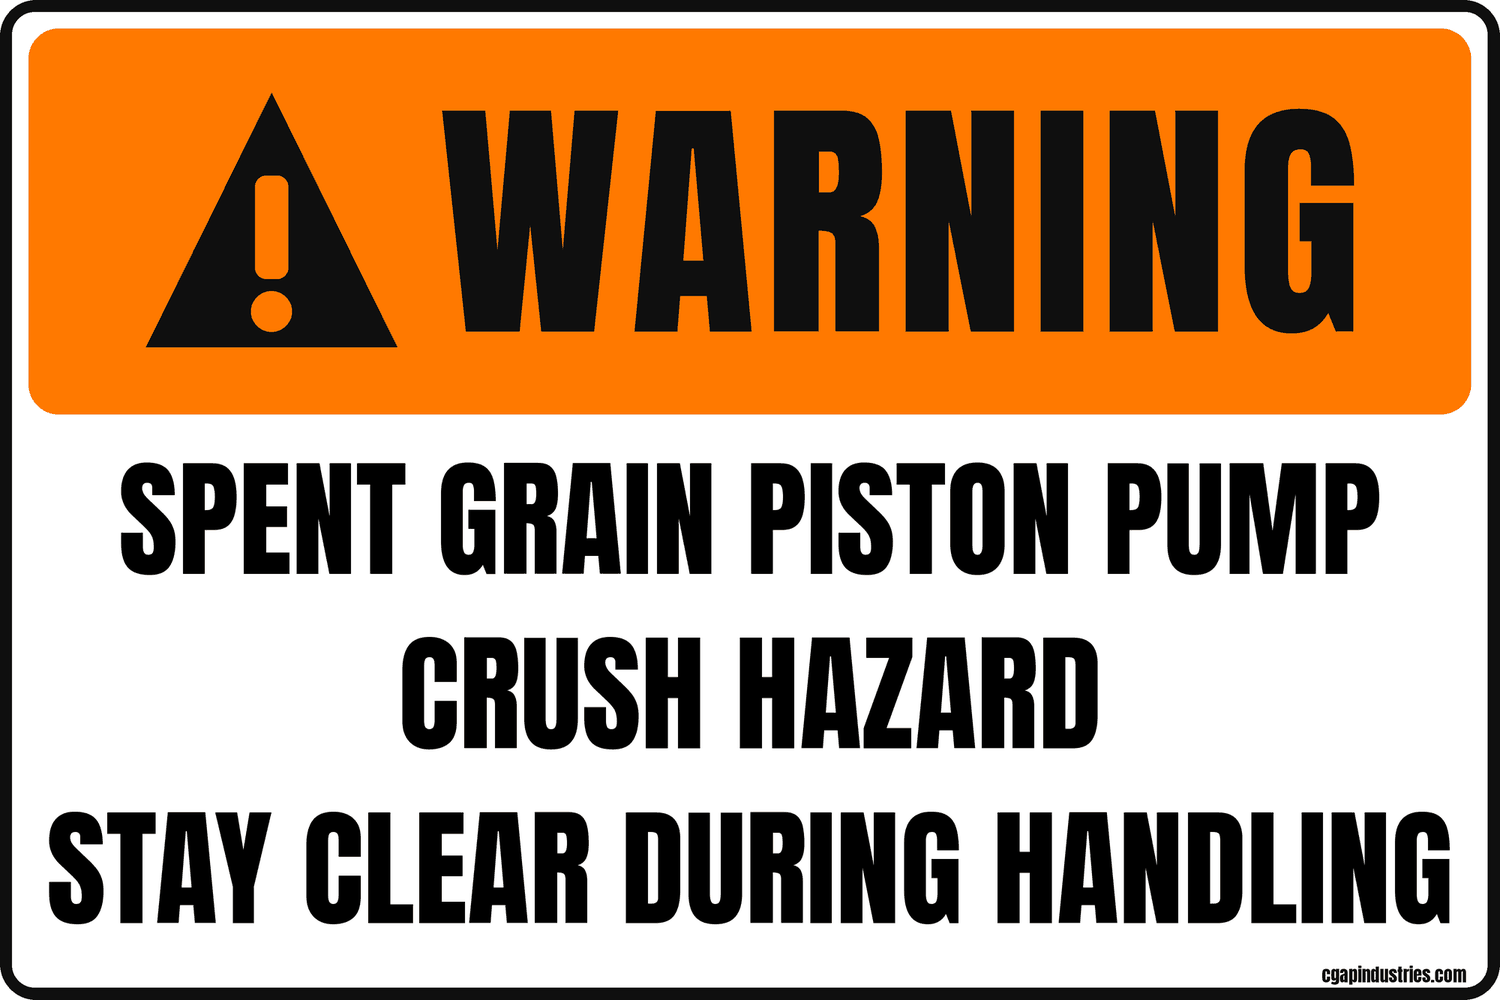 WARNING
SPENT GRAIN PISTON PUMP
CRUSH HAZARD
STAY CLEAR DURING HANDLING
cgapindustries.com